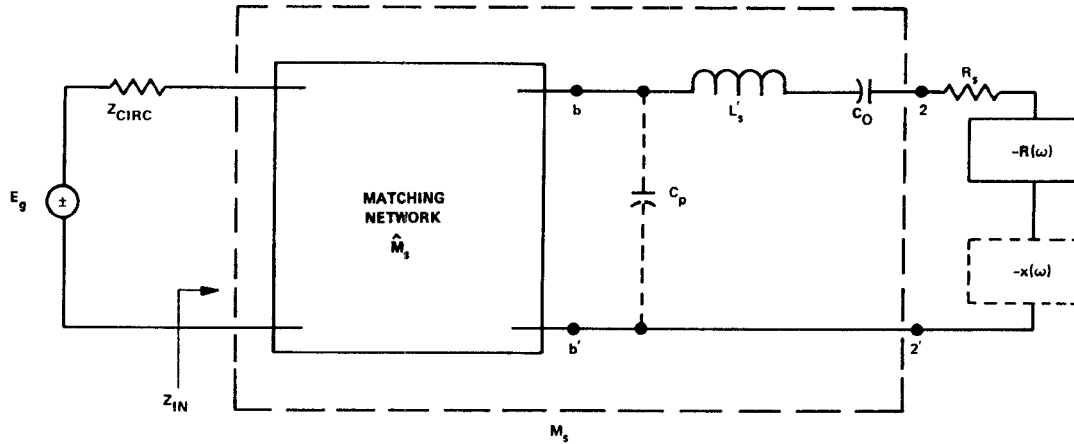 Z_CIRC
E_g
±
MATCHING
NETWORK
M̂_s
b
b'
C_p
L'_s
C_O
2
2'
R_s
-R(ω)
-x(ω)
Z_IN
M_s